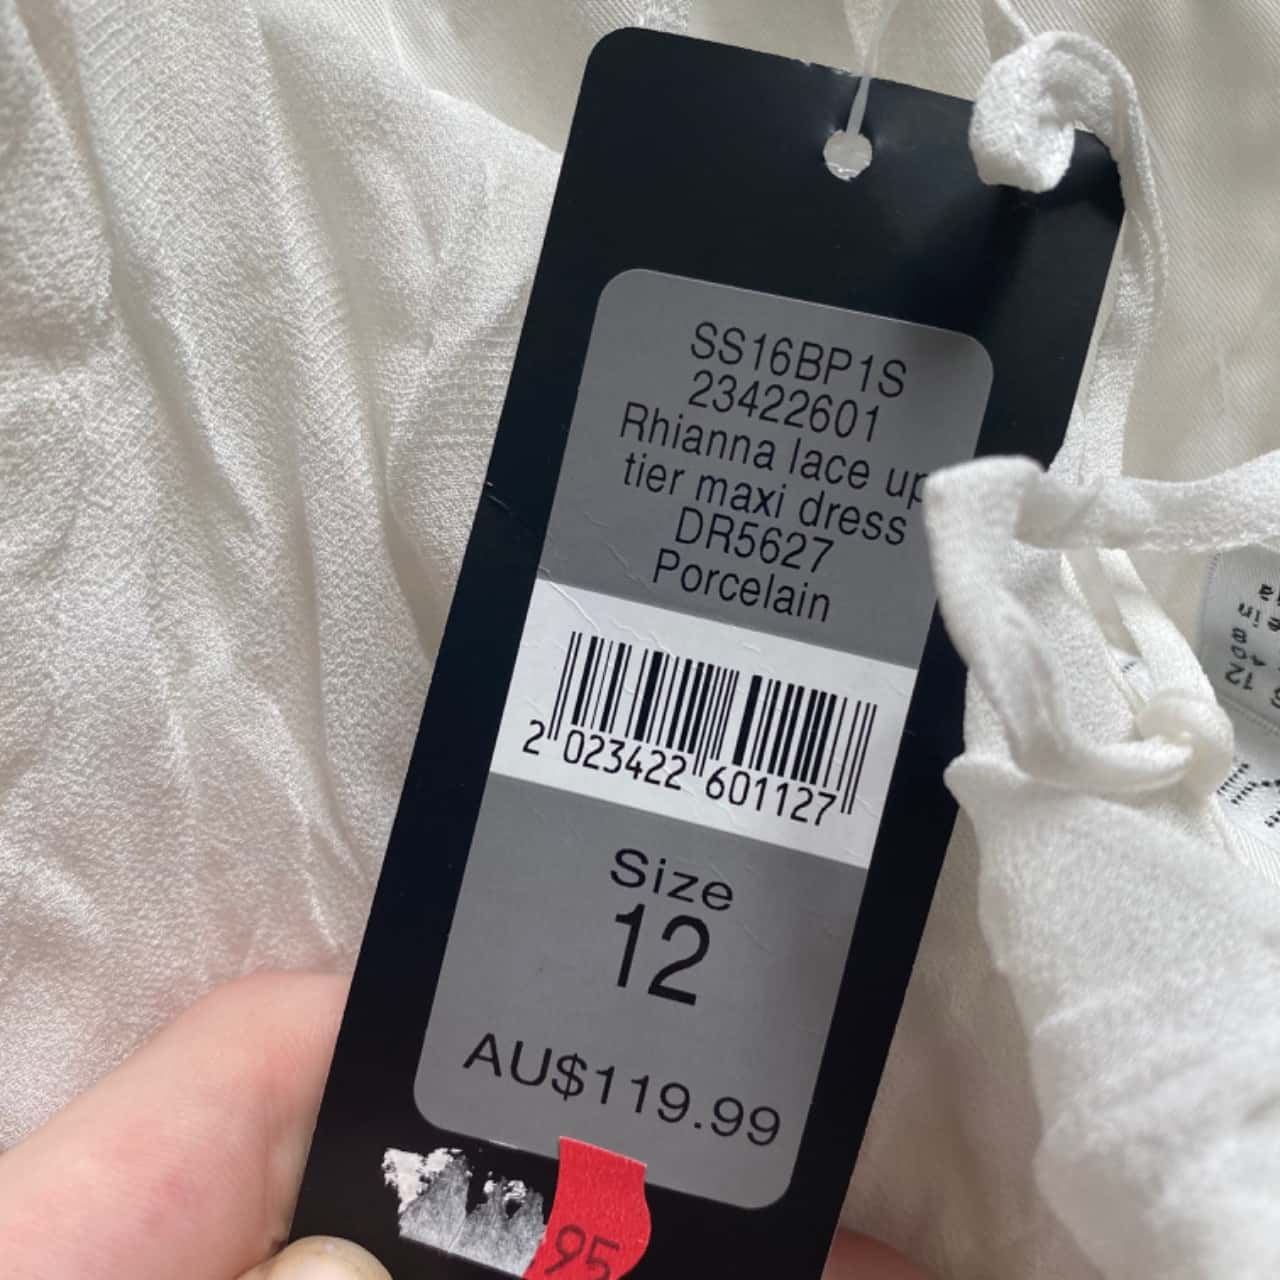 SS16BP1S
23422601
Rhianna lace up
tier maxi dress
DR5627
Porcelain
2 023422 601127
Size
12
AU$119.99
95
12